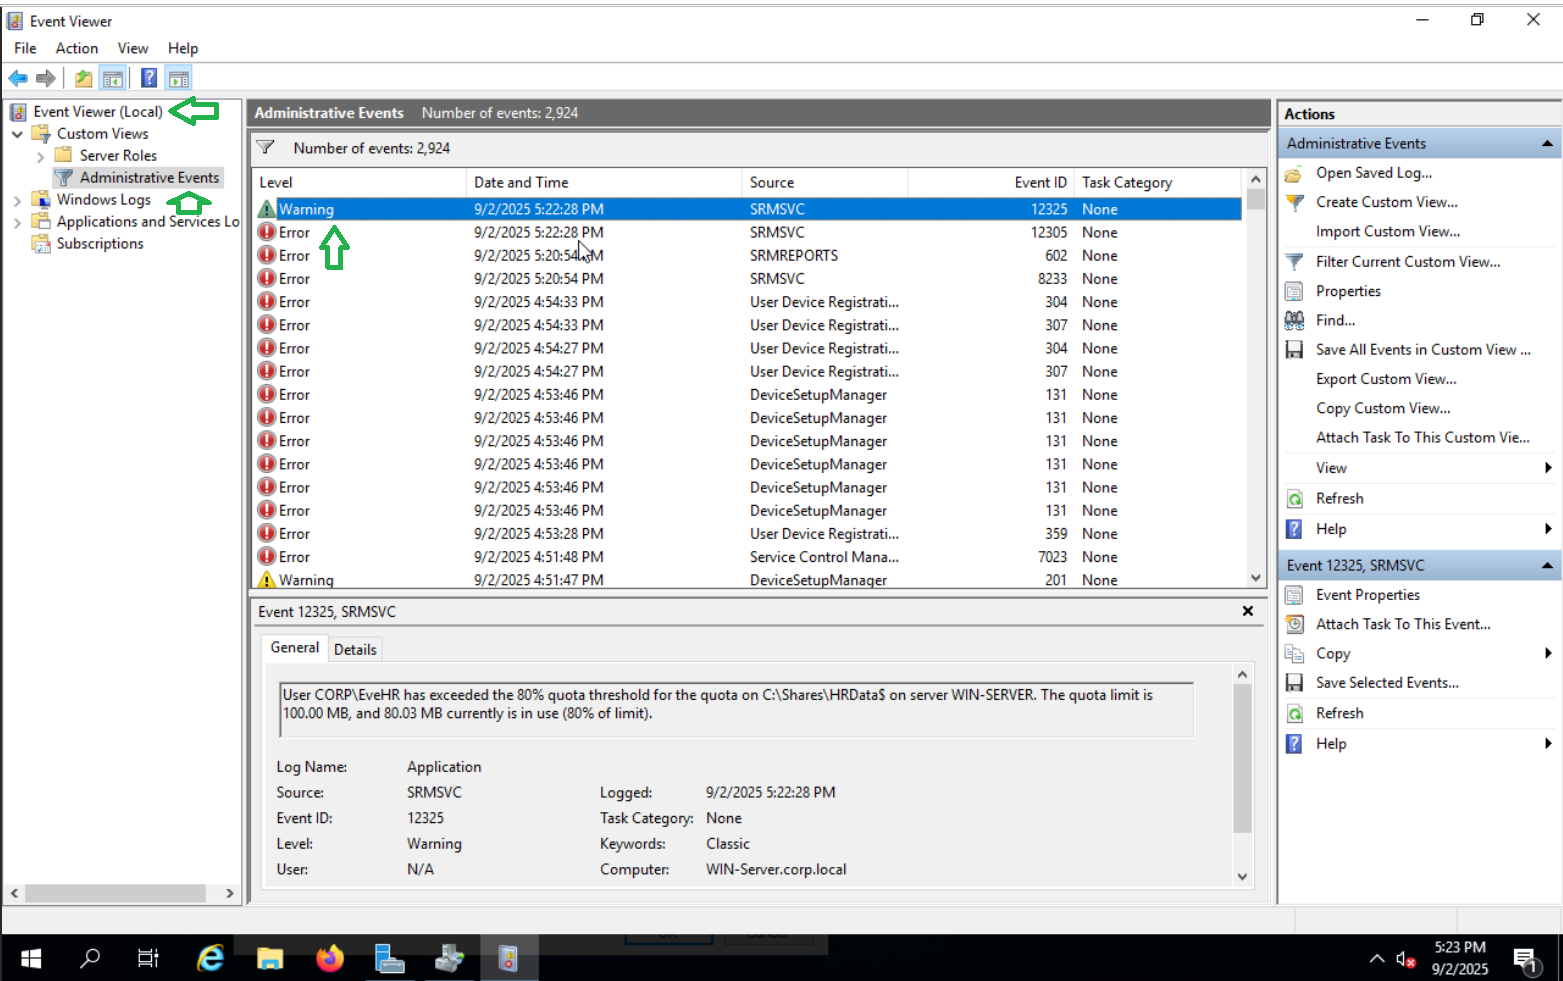 Event Viewer
File Action View Help
Event Viewer (Local)
Custom Views
Server Roles
Administrative Events
Windows Logs
Applications and Services Lo
Subscriptions
Administrative Events Number of events: 2,924
Number of events: 2,924
Level Date and Time Source Event ID Task Category
Warning 9/2/2025 5:22:28 PM SRMSVC 12325 None
Error 9/2/2025 5:22:28 PM SRMSVC 12305 None
Error 9/2/2025 5:20:54 PM SRMREPORTS 602 None
Error 9/2/2025 5:20:54 PM SRMSVC 8233 None
Error 9/2/2025 4:54:33 PM User Device Registrati... 304 None
Error 9/2/2025 4:54:33 PM User Device Registrati... 307 None
Error 9/2/2025 4:54:27 PM User Device Registrati... 304 None
Error 9/2/2025 4:54:27 PM User Device Registrati... 307 None
Error 9/2/2025 4:53:46 PM DeviceSetupManager 131 None
Error 9/2/2025 4:53:46 PM DeviceSetupManager 131 None
Error 9/2/2025 4:53:46 PM DeviceSetupManager 131 None
Error 9/2/2025 4:53:46 PM DeviceSetupManager 131 None
Error 9/2/2025 4:53:46 PM DeviceSetupManager 131 None
Error 9/2/2025 4:53:46 PM DeviceSetupManager 131 None
Error 9/2/2025 4:53:28 PM User Device Registrati... 359 None
Error 9/2/2025 4:51:48 PM Service Control Mana... 7023 None
Warning 9/2/2025 4:51:47 PM DeviceSetupManager 201 None
Event 12325, SRMSVC
General Details
User CORP\EveHR has exceeded the 80% quota threshold for the quota on C:\Shares\HRData$ on server WIN-SERVER. The quota limit is
100.00 MB, and 80.03 MB currently is in use (80% of limit).
Log Name: Application
Source: SRMSVC Logged: 9/2/2025 5:22:28 PM
Event ID: 12325 Task Category: None
Level: Warning Keywords: Classic
User: N/A Computer: WIN-Server.corp.local
Actions
Administrative Events
Open Saved Log...
Create Custom View...
Import Custom View...
Filter Current Custom View...
Properties
Find...
Save All Events in Custom View ...
Export Custom View...
Copy Custom View...
Attach Task To This Custom Vie...
View
Refresh
Help
Event 12325, SRMSVC
Event Properties
Attach Task To This Event...
Copy
Save Selected Events...
Refresh
Help
5:23 PM
9/2/2025
1